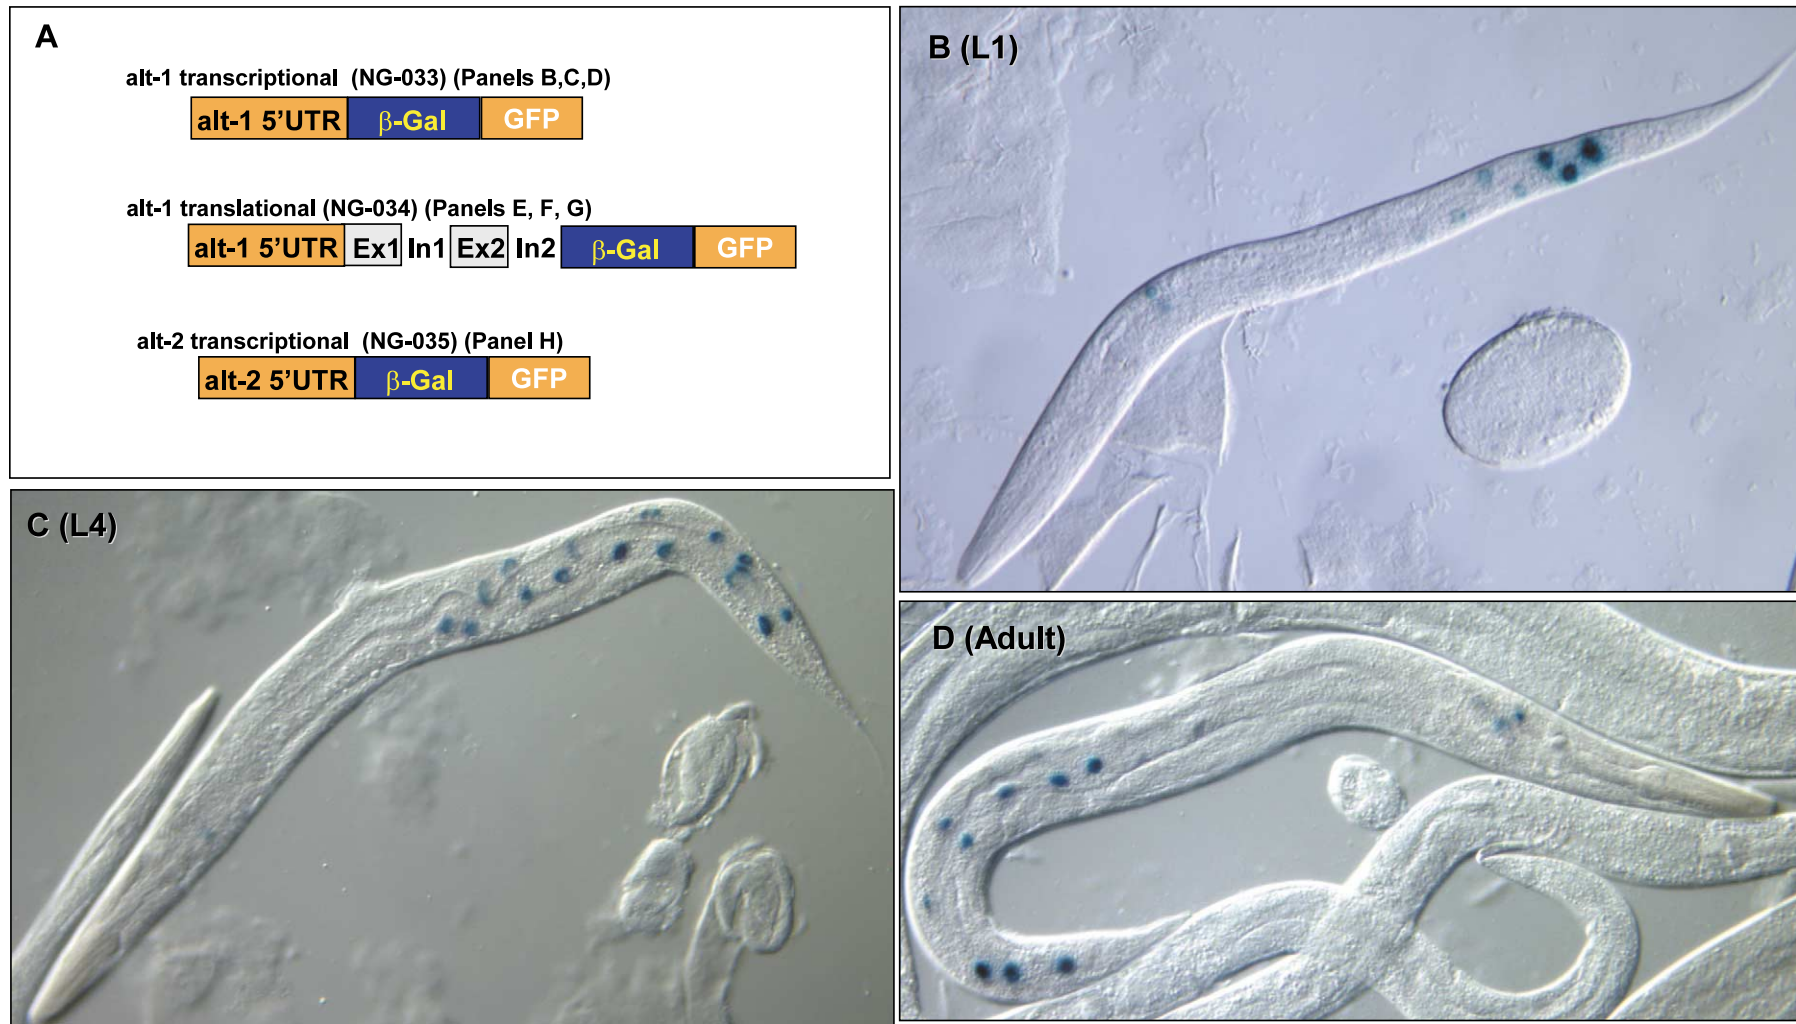 A
alt-1 transcriptional (NG-033) (Panels B,C,D)
alt-1 5’UTR β-Gal GFP
alt-1 translational (NG-034) (Panels E, F, G)
alt-1 5’UTR Ex1 In1 Ex2 In2 β-Gal GFP
alt-2 transcriptional (NG-035) (Panel H)
alt-2 5’UTR β-Gal GFP
B (L1)
C (L4)
D (Adult)